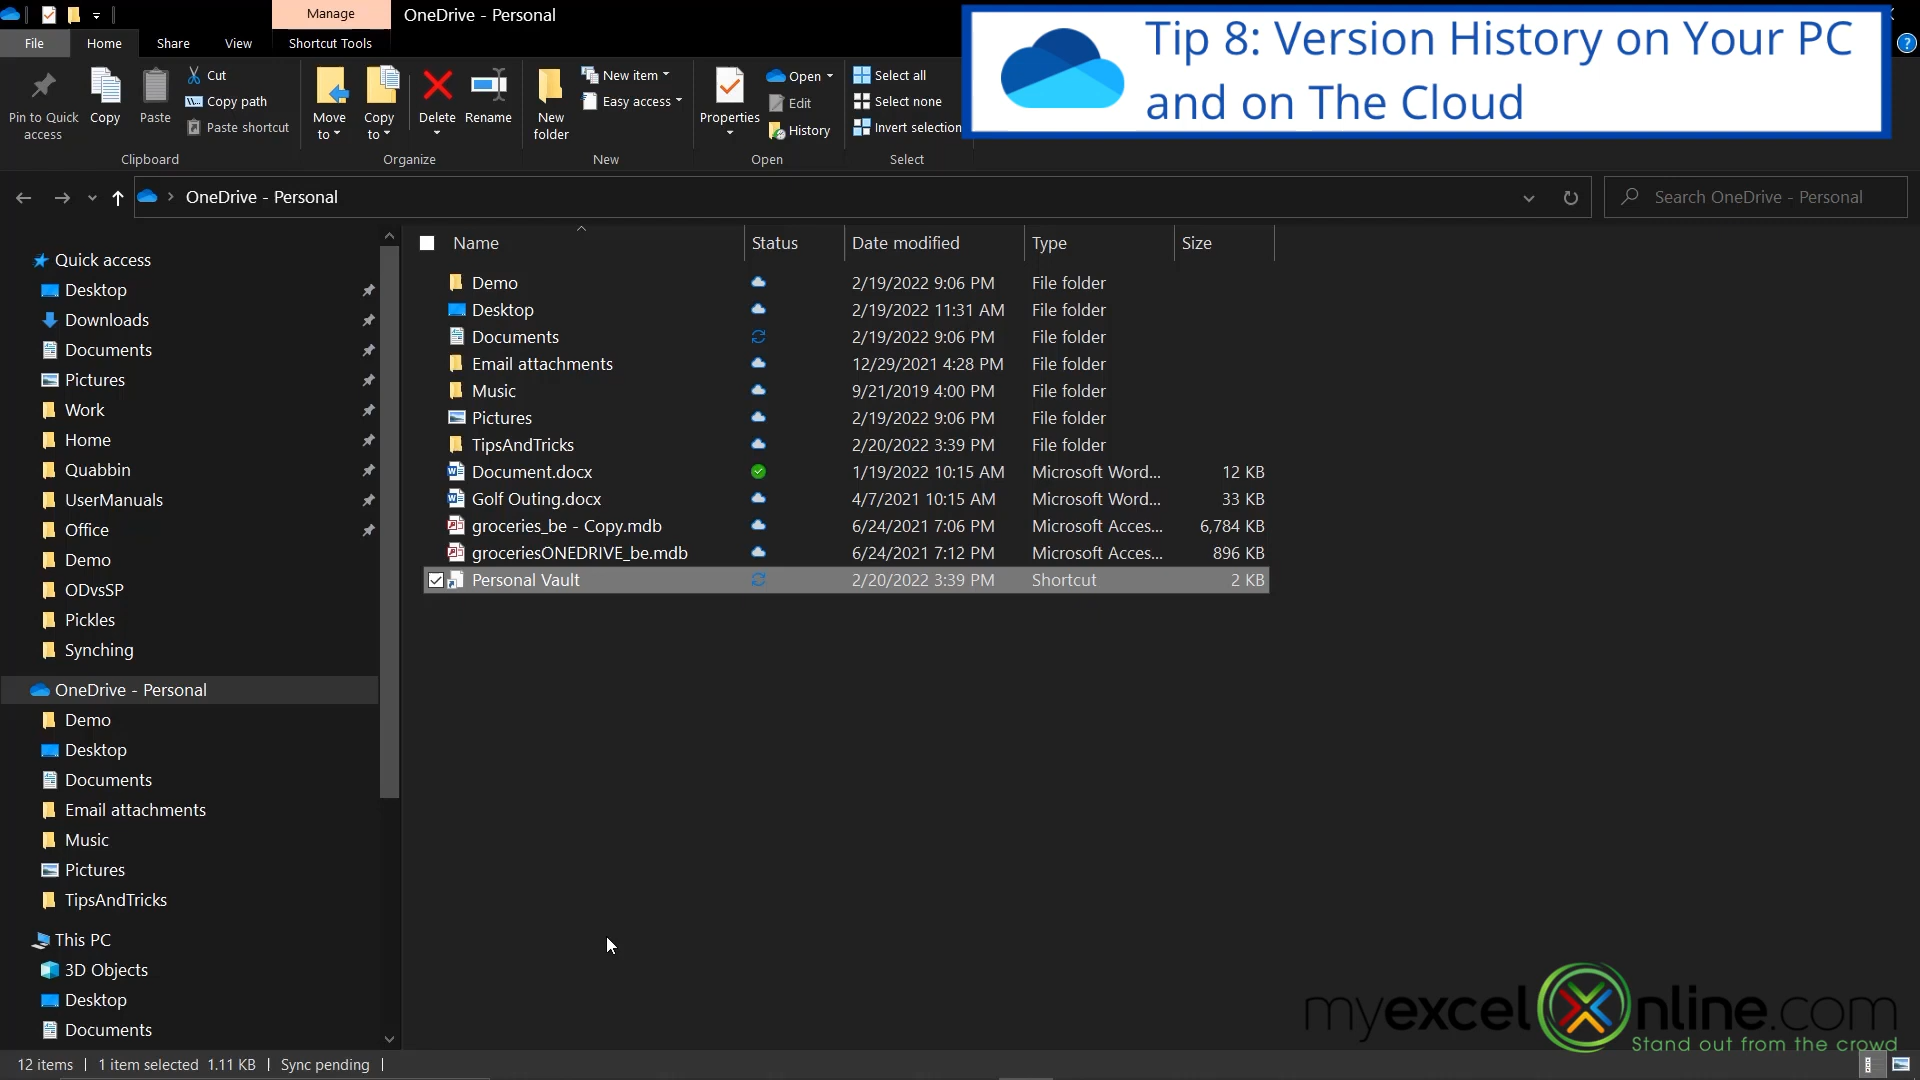 Manage
OneDrive - Personal
File
Home
Share
View
Shortcut Tools
Tip 8: Version History on Your PC
and on The Cloud
Pin to Quick
access
Copy
Paste
Cut
Copy path
Paste shortcut
Clipboard
Move
to
Copy
to
Delete
Rename
Organize
New
folder
New item
Easy access
New
Properties
Open
Edit
History
Open
Select all
Select none
Invert selection
Select
OneDrive - Personal
Search OneDrive - Personal
Quick access
Desktop
Downloads
Documents
Pictures
Work
Home
Quabbin
UserManuals
Office
Demo
ODvsSP
Pickles
Synching
OneDrive - Personal
Demo
Desktop
Documents
Email attachments
Music
Pictures
TipsAndTricks
This PC
3D Objects
Desktop
Documents
Name Status Date modified Type Size
Demo 2/19/2022 9:06 PM File folder
Desktop 2/19/2022 11:31 AM File folder
Documents 2/19/2022 9:06 PM File folder
Email attachments 12/29/2021 4:28 PM File folder
Music 9/21/2019 4:00 PM File folder
Pictures 2/19/2022 9:06 PM File folder
TipsAndTricks 2/20/2022 3:39 PM File folder
Document.docx 1/19/2022 10:15 AM Microsoft Word... 12 KB
Golf Outing.docx 4/7/2021 10:15 AM Microsoft Word... 33 KB
groceries_be - Copy.mdb 6/24/2021 7:06 PM Microsoft Acces... 6,784 KB
groceriesONEDRIVE_be.mdb 6/24/2021 7:12 PM Microsoft Acces... 896 KB
Personal Vault 2/20/2022 3:39 PM Shortcut 2 KB
myexcelonline.com
Stand out from the crowd
12 items 1 item selected 1.11 KB Sync pending